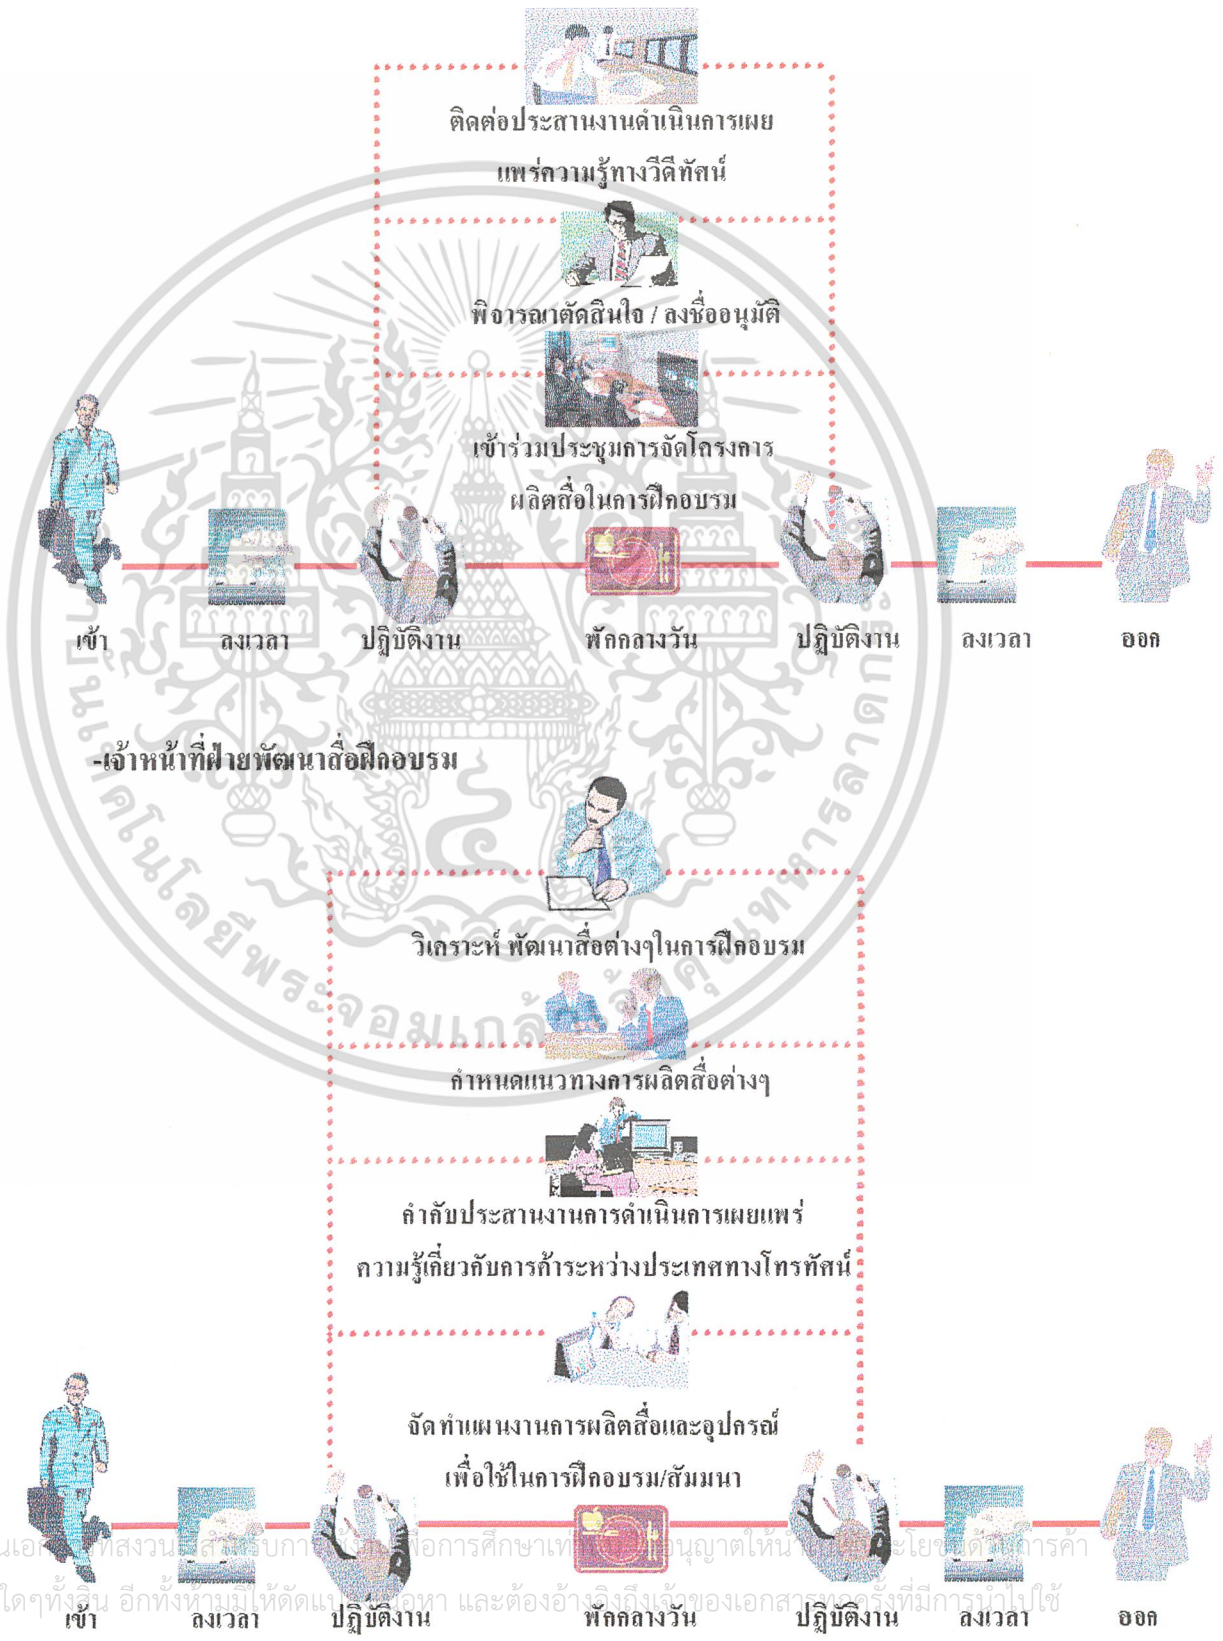 ติดต่อประสานงานดำเนินการเผย
แพร่ความรู้ทางวีดีทัศน์
พิจารณาตัดสินใจ / ลงชื่ออนุมัติ
เข้าร่วมประชุมการจัดโครงการ
ผลิตสื่อในการฝึกอบรม
เข้า ลงเวลา ปฏิบัติงาน พักกลางวัน ปฏิบัติงาน ลงเวลา ออก
-เจ้าหน้าที่ฝ่ายพัฒนาสื่อฝึกอบรม
วิเคราะห์ พัฒนาสื่อต่างๆในการฝึกอบรม
กำหนดแนวทางการผลิตสื่อต่างๆ
กำกับประสานงานการดำเนินการเผยแพร่
ความรู้เกี่ยวกับการค้าระหว่างประเทศทางโทรทัศน์
จัดทำแผนงานการผลิตสื่อและอุปกรณ์
เพื่อใช้ในการฝึกอบรม/สัมมนา
เข้า ลงเวลา ปฏิบัติงาน พักกลางวัน ปฏิบัติงาน ลงเวลา ออก